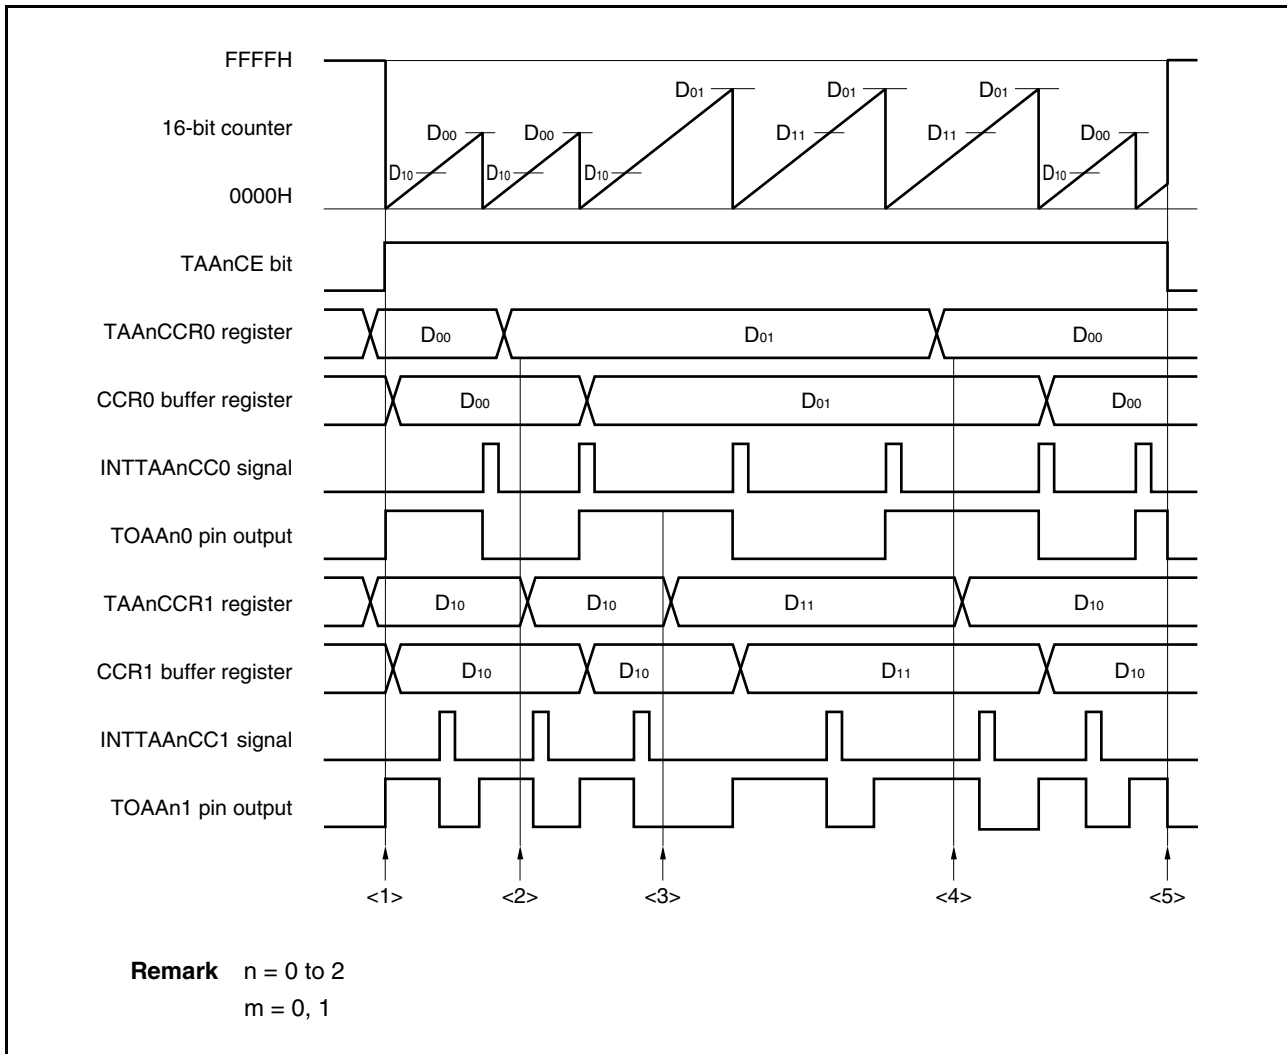 FFFFH
D01 D01 D01
16-bit counter
D00 D00 D11 D11 D00
D10 D10 D10 D10
0000H
TAAnCE bit
TAAnCCR0 register D00 D01 D00
CCR0 buffer register D00 D01 D00
INTTAAnCC0 signal
TOAAn0 pin output
TAAnCCR1 register D10 D10 D11 D10
CCR1 buffer register D10 D10 D11 D10
INTTAAnCC1 signal
TOAAn1 pin output
<1> <2> <3> <4> <5>
Remark n = 0 to 2
m = 0, 1